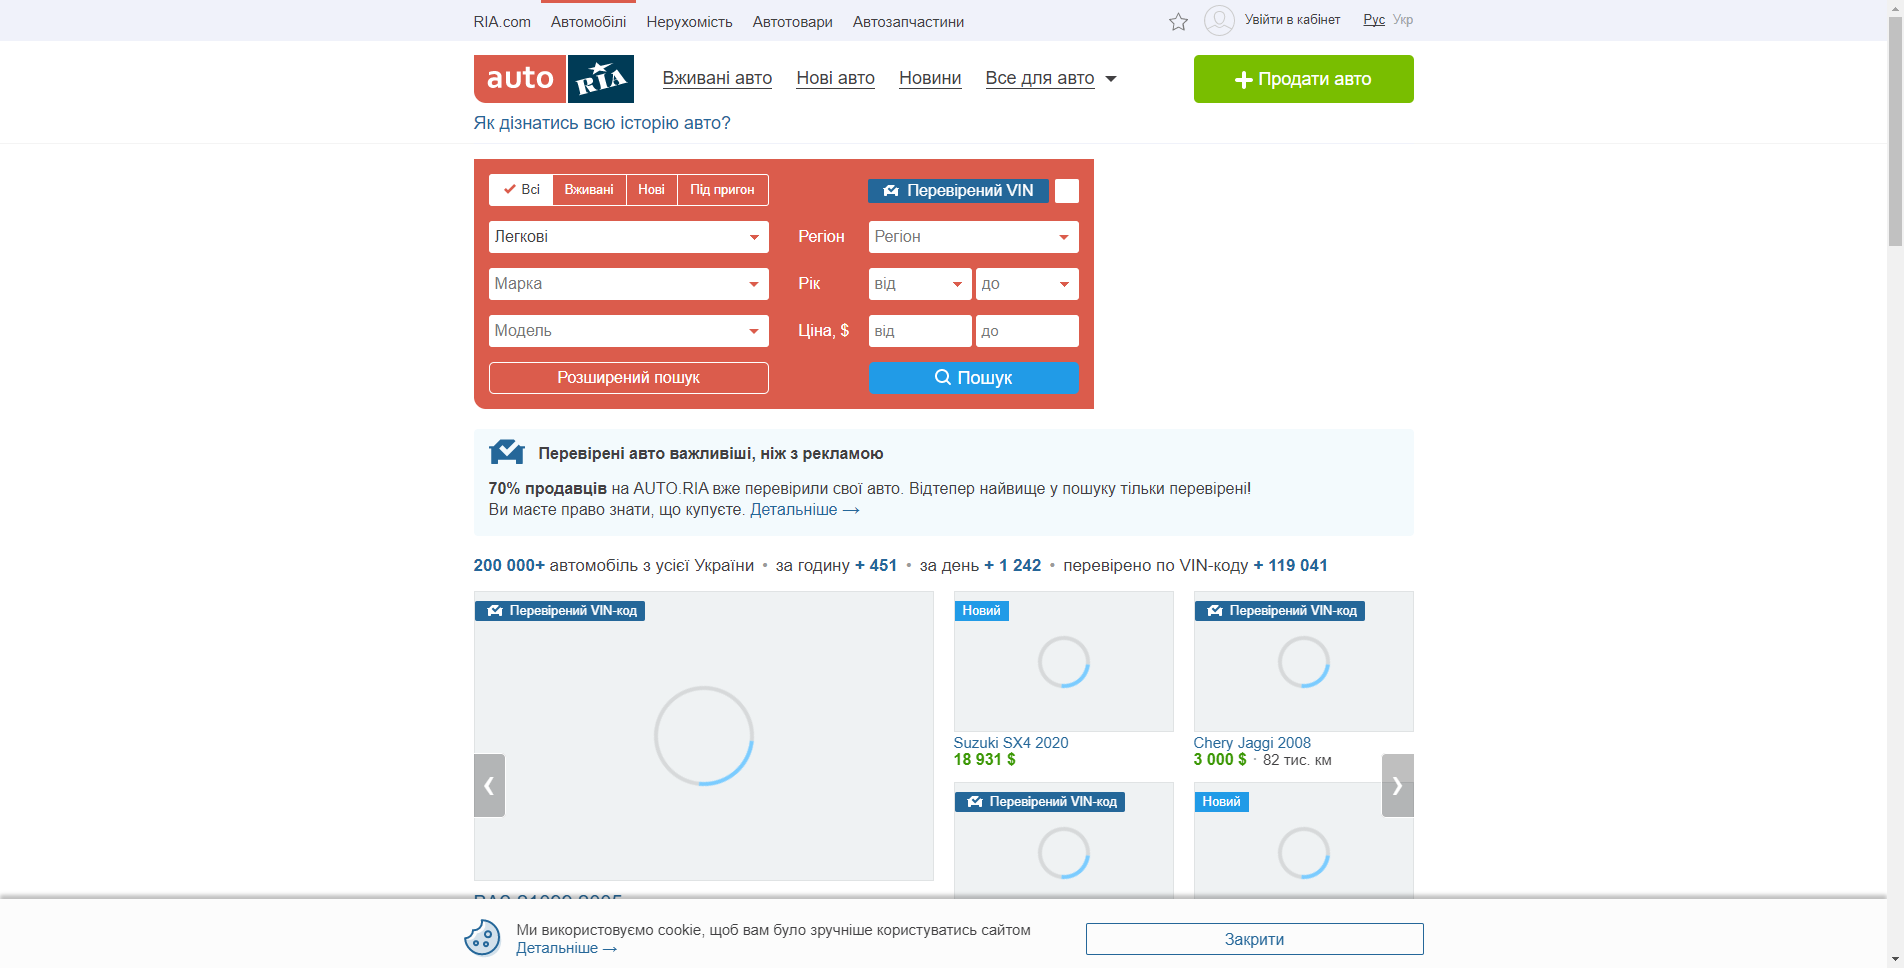 RIA.com Автомобілі Нерухомість Автотовари Автозапчастини Увійти в кабінет Рус Укр
auto RIA Вживані авто Нові авто Новини Все для авто Продати авто
Як дізнатись всю історію авто?
Всі Вживані Нові Під пригон Перевірений VIN
Легкові Регіон Регіон
Марка Рік від до
Модель Ціна, $ від до
Розширений пошук Пошук
Перевірені авто важливіші, ніж з рекламою
70% продавців на AUTO.RIA вже перевірили свої авто. Відтепер найвище у пошуку тільки перевірені!
Ви маєте право знати, що купуєте. Детальніше →
200 000+ автомобіль з усієї України • за годину + 451 • за день + 1 242 • перевірено по VIN-коду + 119 041
Перевірений VIN-код Новий Перевірений VIN-код
Suzuki SX4 2020 Chery Jaggi 2008
18 931 $ 3 000 $ · 82 тис. км
Перевірений VIN-код Новий
Ми використовуємо cookie, щоб вам було зручніше користуватись сайтом
Детальніше →
Закрити